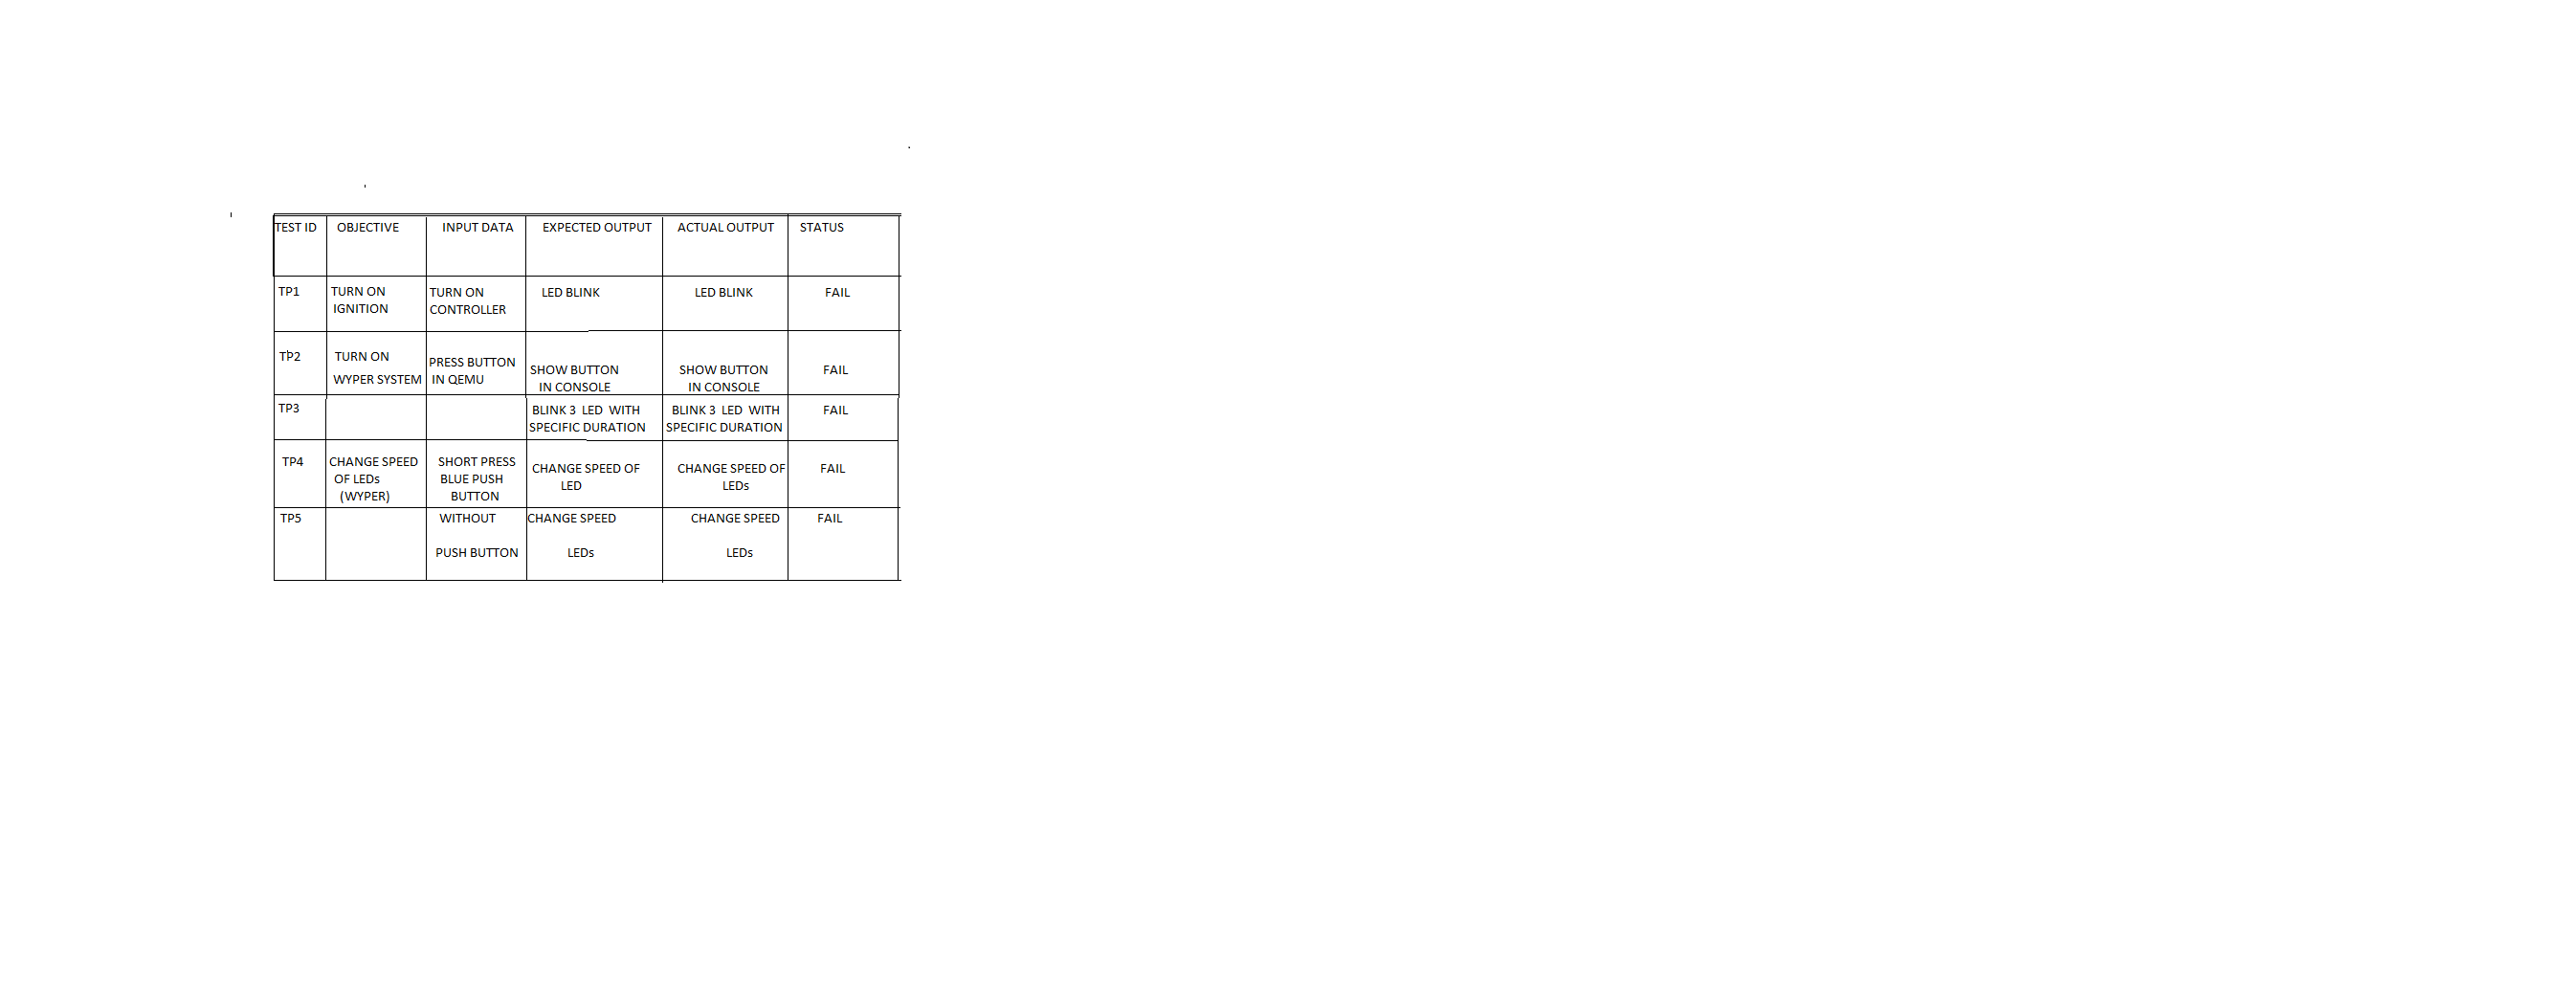 TEST ID OBJECTIVE INPUT DATA EXPECTED OUTPUT ACTUAL OUTPUT STATUS
TP1 TURN ON TURN ON LED BLINK LED BLINK FAIL
IGNITION CONTROLLER
TP2 TURN ON PRESS BUTTON SHOW BUTTON SHOW BUTTON FAIL
WYPER SYSTEM IN QEMU IN CONSOLE IN CONSOLE
TP3 BLINK 3 LED WITH BLINK 3 LED WITH FAIL
SPECIFIC DURATION SPECIFIC DURATION
TP4 CHANGE SPEED SHORT PRESS CHANGE SPEED OF CHANGE SPEED OF FAIL
OF LEDs BLUE PUSH LED LEDs
(WYPER) BUTTON
TP5 WITHOUT CHANGE SPEED CHANGE SPEED FAIL
PUSH BUTTON LEDs LEDs